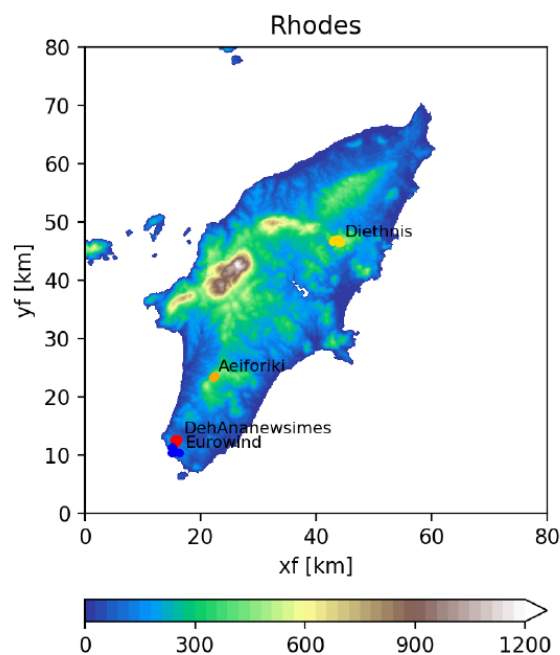 Rhodes
80
70
60
50
40
30
20
10
0
yf [km]
Diethnis
Aeiforiki
DehAnanewsimes
Eurowind
0 20 40 60 80
xf [km]
0 300 600 900 1200